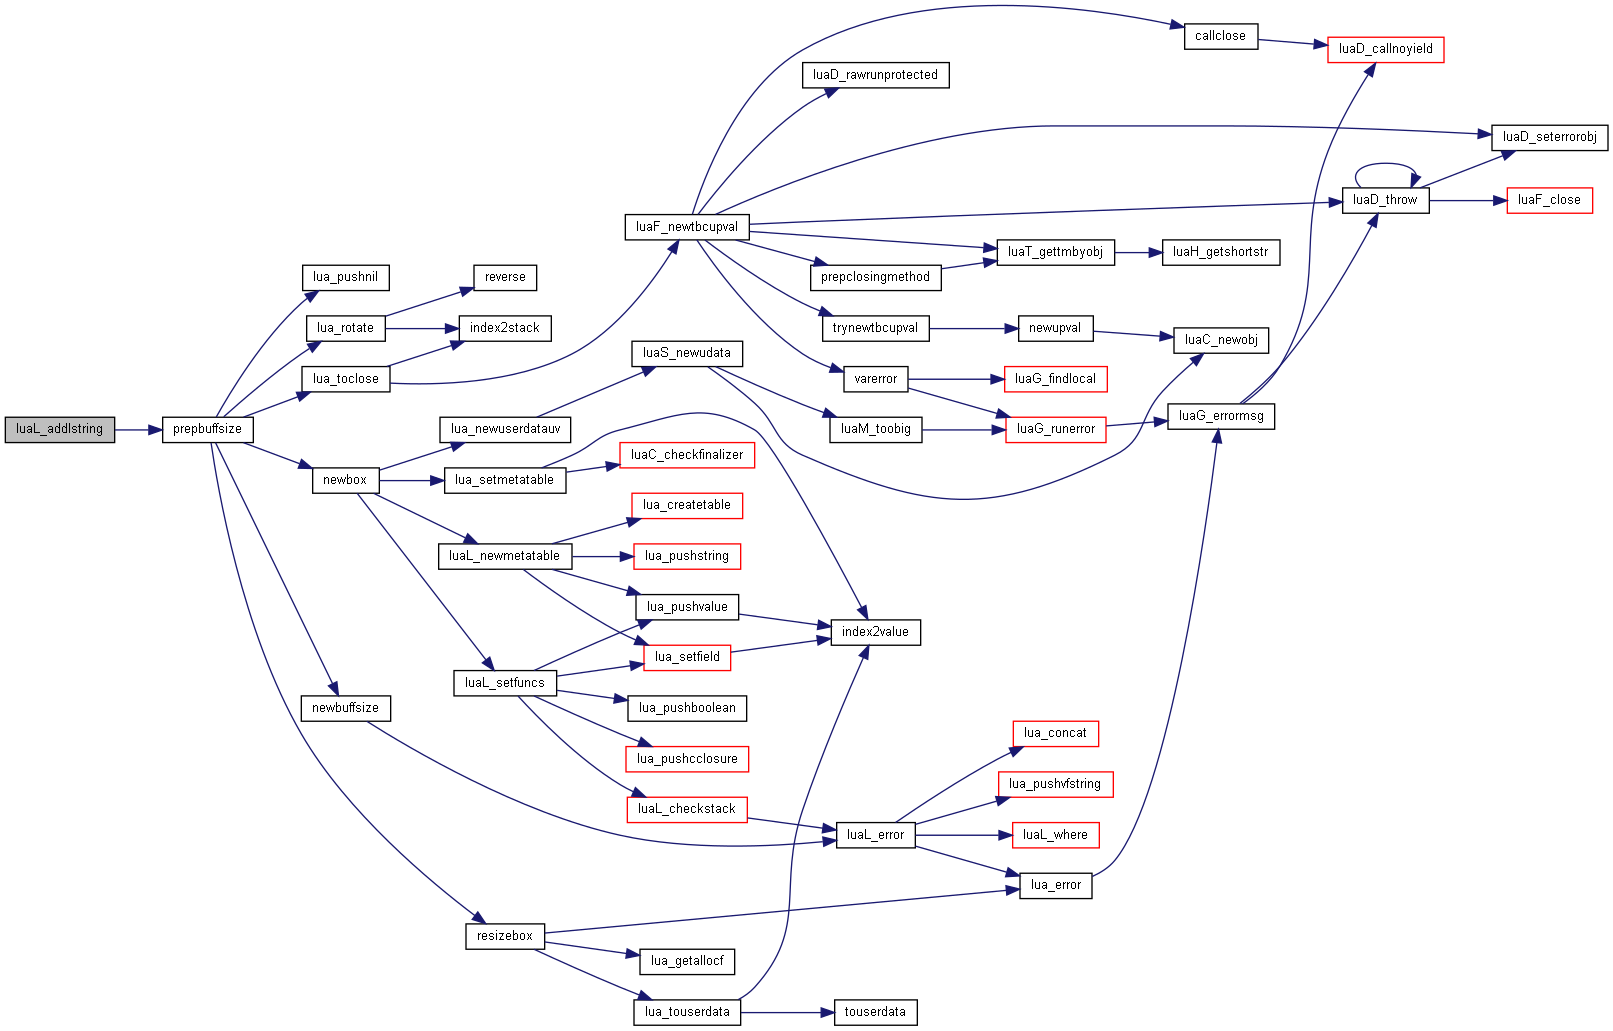 callclose
luaD_callnoyield
luaD_rawrunprotected
luaD_seterrorobj
luaD_throw
luaF_close
luaF_newtbcupval
luaT_gettmbyobj
luaH_getshortstr
lua_pushnil
reverse
prepclosingmethod
lua_rotate
index2stack
trynewtbcupval
newupval
luaC_newobj
luaS_newudata
lua_toclose
varerror
luaG_findlocal
luaL_addlstring
prepbuffsize
lua_newuserdatauv
luaM_toobig
luaG_runerror
luaG_errormsg
newbox
lua_setmetatable
luaC_checkfinalizer
lua_createtable
luaL_newmetatable
lua_pushstring
lua_pushvalue
index2value
lua_setfield
luaL_setfuncs
newbuffsize
lua_pushboolean
lua_concat
lua_pushcclosure
lua_pushvfstring
luaL_checkstack
luaL_error
luaL_where
lua_error
resizebox
lua_getallocf
lua_touserdata
touserdata